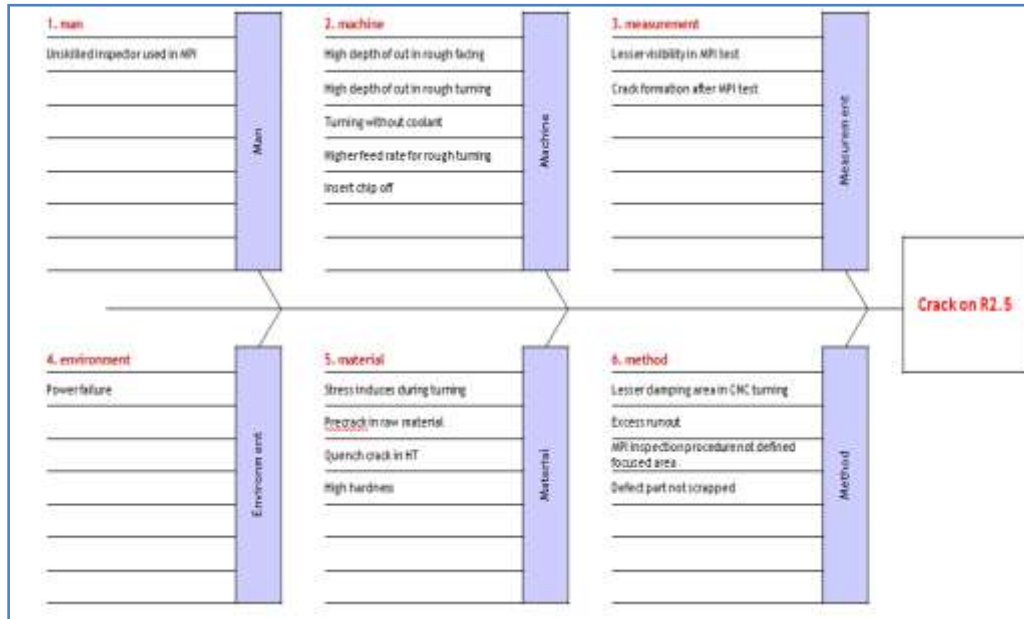 1. man
Unskilled inspector used in MPI
Man
2. machine
High depth of cut in rough facing
High depth of cut in rough turning
Turning without coolant
Higher feed rate for rough turning
Insert chip off
Machine
3. measurement
Lesser visibility in MPI test
Crack formation after MPI test
Measurement
Crack on R2.5
4. environment
Power failure
Environment
5. material
Stress induces during turning
Precrack in raw material
Quench crack in HT
High hardness
Material
6. method
Lesser clamping area in CNC turning
Excess runout
MPI inspection procedure not defined
focused area
Defect part not scrapped
Method